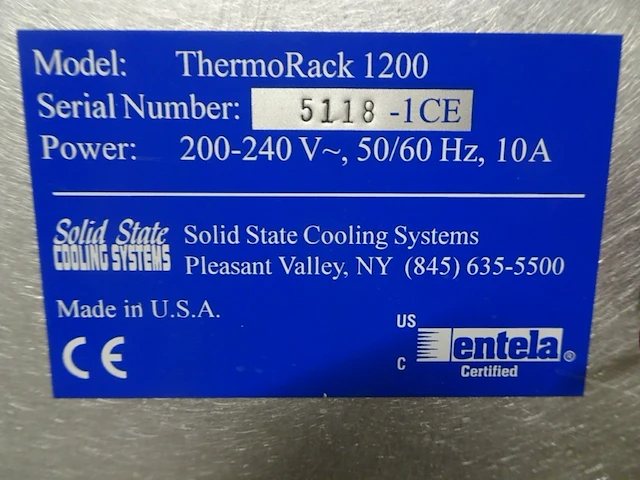 Model: ThermoRack 1200
Serial Number: 5118 -1CE
Power: 200-240 V~, 50/60 Hz, 10A
Solid State
COOLING SYSTEMS
Solid State Cooling Systems
Pleasant Valley, NY (845) 635-5500
Made in U.S.A.
CE
US
C
entela®
Certified